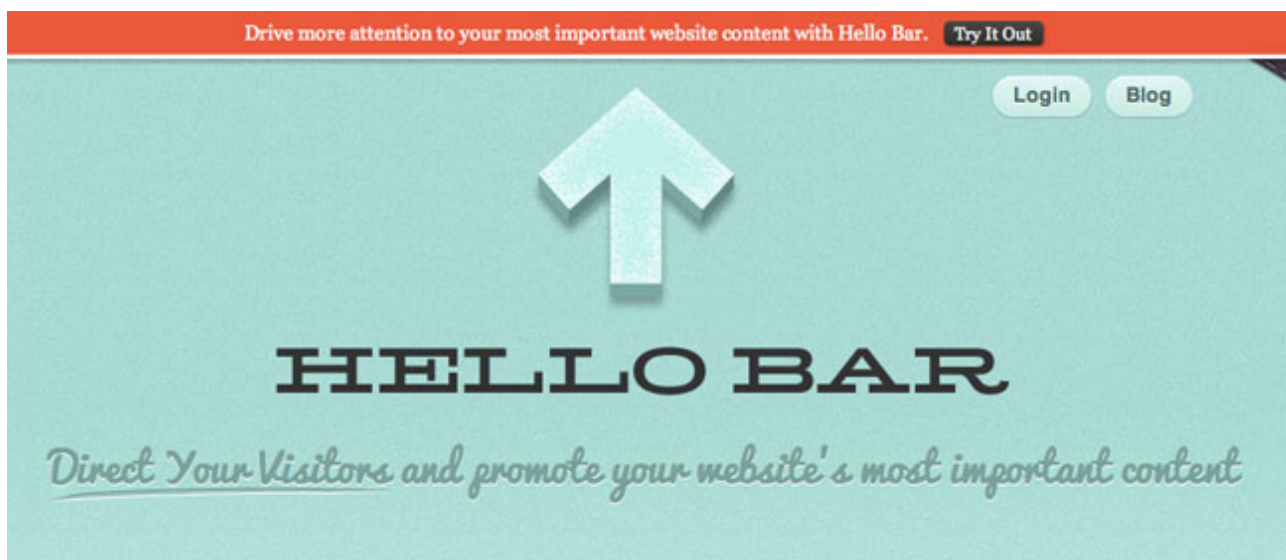 Drive more attention to your most important website content with Hello Bar. Try It Out
Login Blog
HELLO BAR
Direct Your Visitors and promote your website's most important content